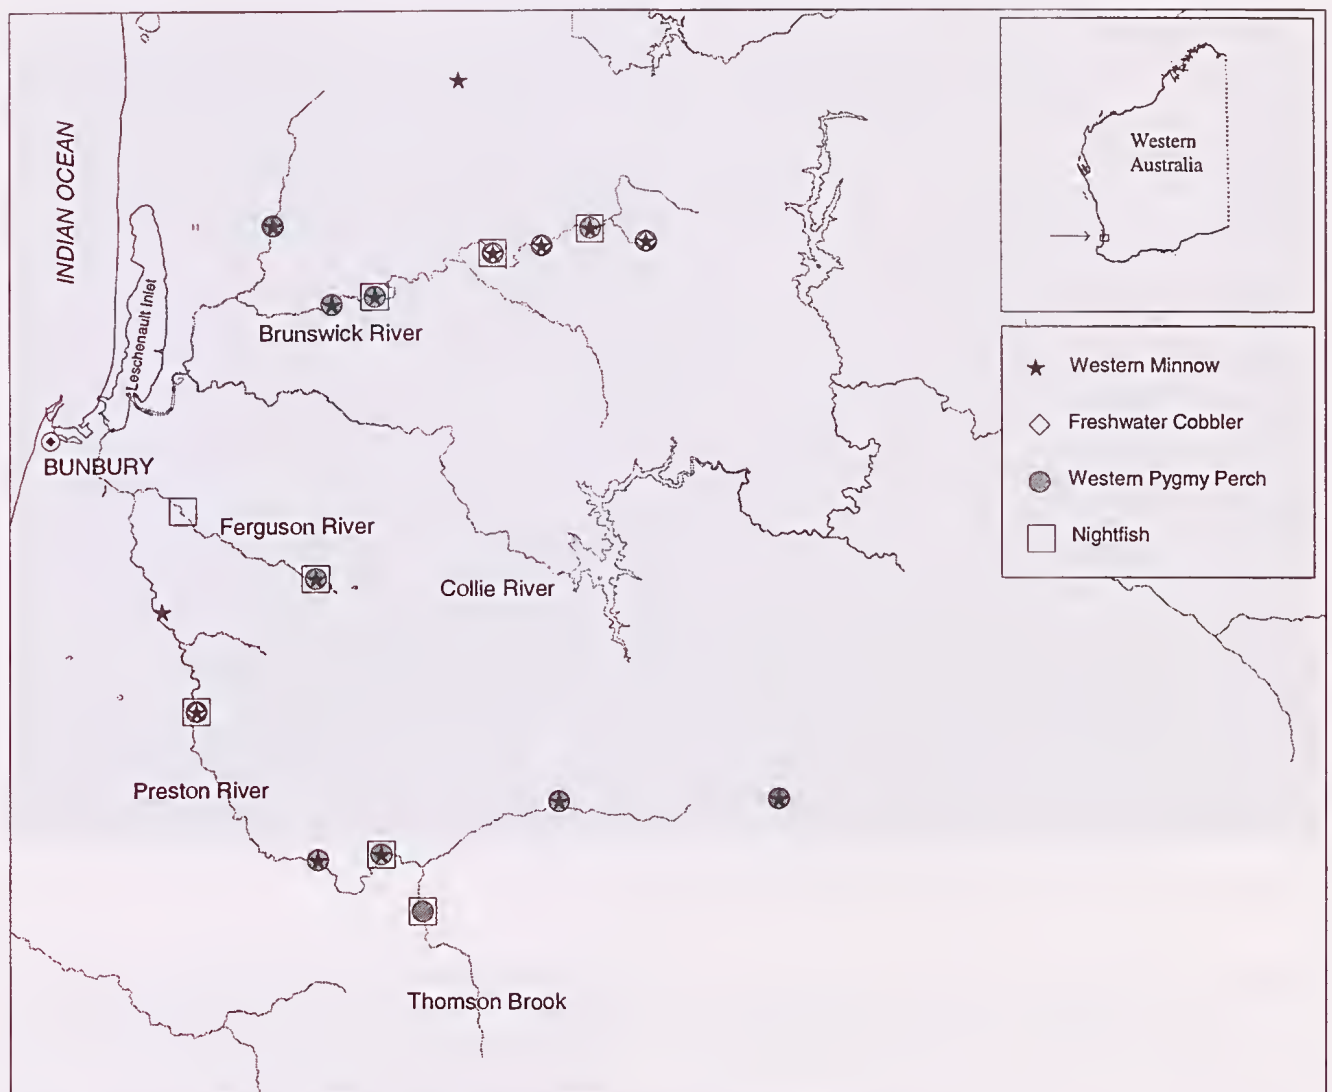 INDIAN OCEAN
Leschenault Inlet
BUNBURY
Brunswick River
Ferguson River
Collie River
Preston River
Thomson Brook
Western
Australia
Western Minnow
Freshwater Cobbler
Western Pygmy Perch
Nightfish